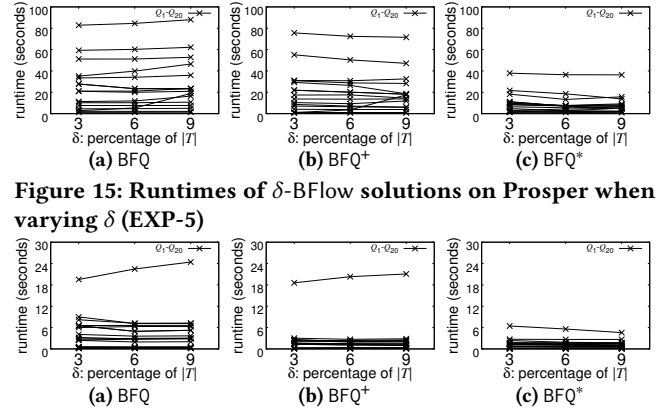 100
80
60
40
20
0
runtime (seconds)
Q1-Q20
3 6 9
δ: percentage of |T|
(a) BFQ
100
80
60
40
20
0
runtime (seconds)
Q1-Q20
3 6 9
δ: percentage of |T|
(b) BFQ+
100
80
60
40
20
0
runtime (seconds)
Q1-Q20
3 6 9
δ: percentage of |T|
(c) BFQ*
Figure 15: Runtimes of δ-BFlow solutions on Prosper when
varying δ (EXP-5)
30
24
18
12
6
0
runtime (seconds)
Q1-Q20
3 6 9
δ: percentage of |T|
(a) BFQ
30
24
18
12
6
0
runtime (seconds)
Q1-Q20
3 6 9
δ: percentage of |T|
(b) BFQ+
30
24
18
12
6
0
runtime (seconds)
Q1-Q20
3 6 9
δ: percentage of |T|
(c) BFQ*